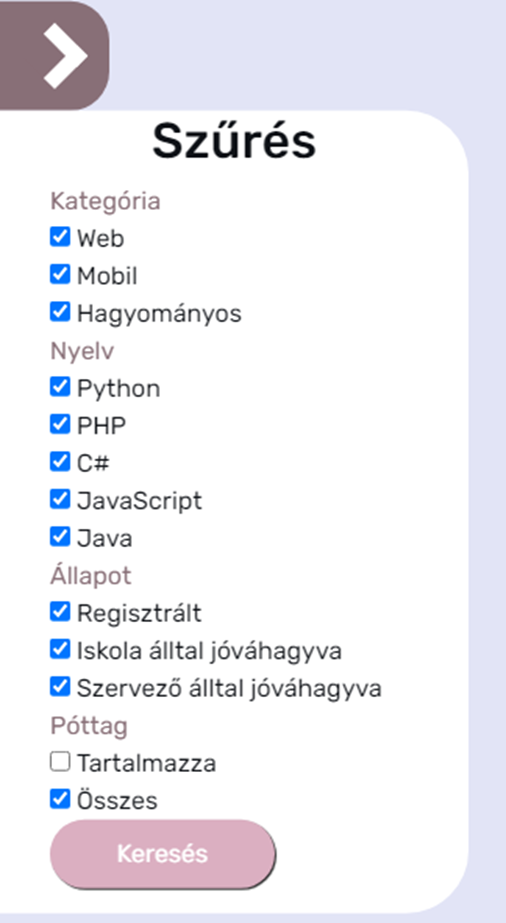 Szűrés
Kategória
Web
Mobil
Hagyományos
Nyelv
Python
PHP
C#
JavaScript
Java
Állapot
Regisztrált
Iskola álltal jóváhagyva
Szervező álltal jóváhagyva
Póttag
Tartalmazza
Összes
Keresés